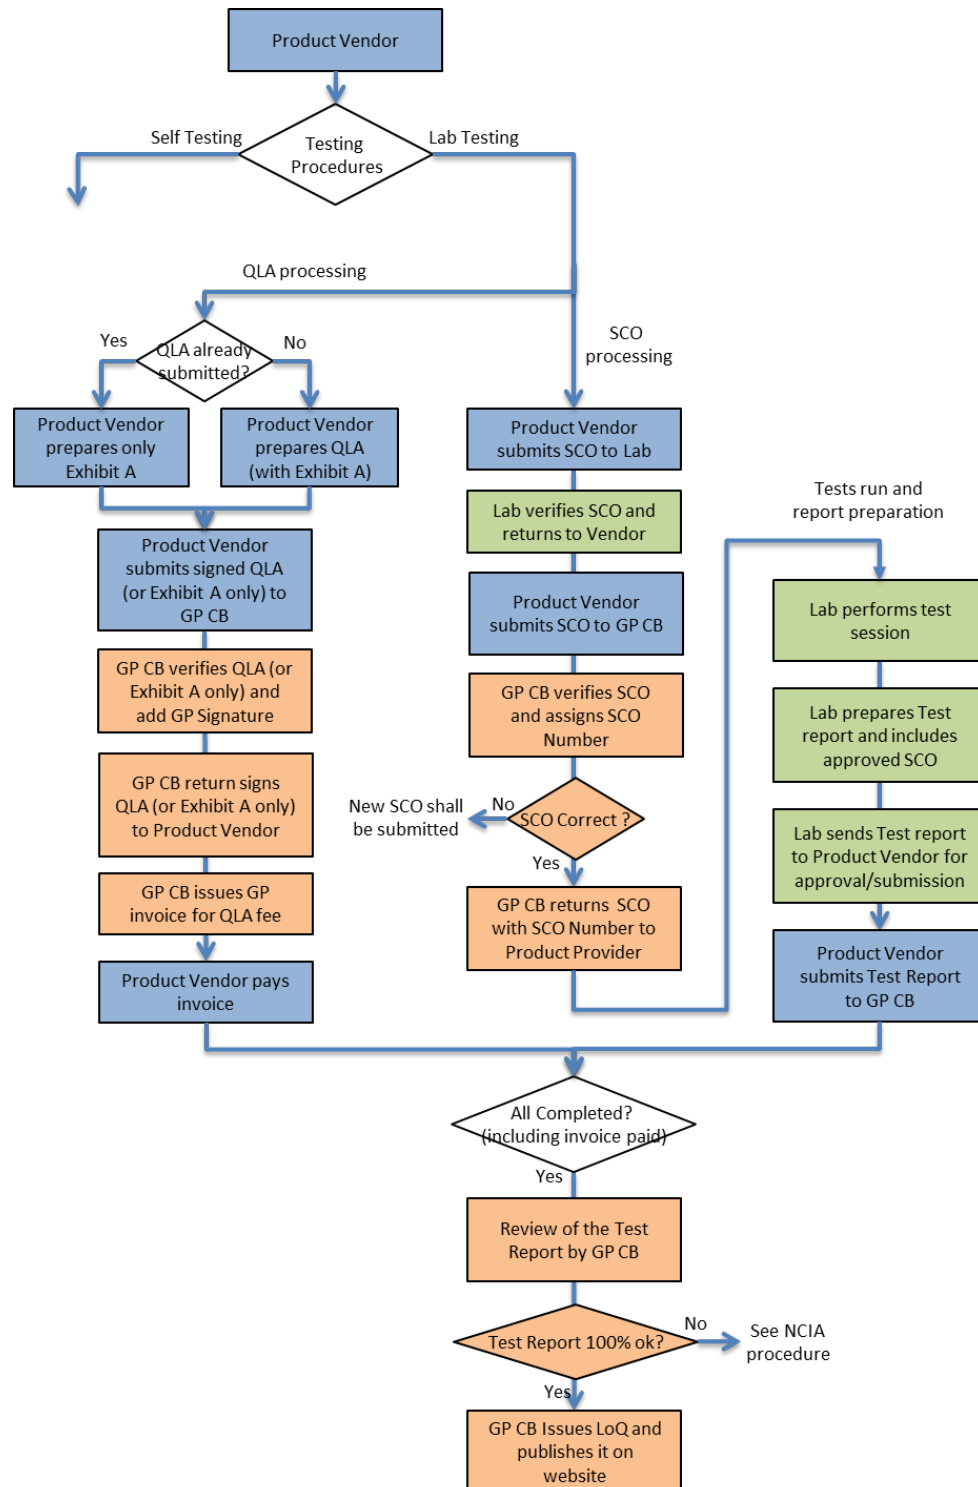 Product Vendor
Self Testing
Testing
Procedures
Lab Testing
QLA processing
Yes
QLA already
submitted?
No
SCO
processing
Product Vendor
prepares only
Exhibit A
Product Vendor
prepares QLA
(with Exhibit A)
Product Vendor
submits signed QLA
(or Exhibit A only) to
GP CB
GP CB verifies QLA (or
Exhibit A only) and
add GP Signature
GP CB return signs
QLA (or Exhibit A only)
to Product Vendor
GP CB issues GP
invoice for QLA fee
Product Vendor pays
invoice
Product Vendor
submits SCO to Lab
Lab verifies SCO and
returns to Vendor
Product Vendor
submits SCO to GP CB
GP CB verifies SCO
and assigns SCO
Number
SCO Correct ?
No
New SCO shall
be submitted
Yes
GP CB returns SCO
with SCO Number to
Product Provider
Tests run and
report preparation
Lab performs test
session
Lab prepares Test
report and includes
approved SCO
Lab sends Test report
to Product Vendor for
approval/submission
Product Vendor
submits Test Report
to GP CB
All Completed?
(including invoice paid)
Yes
Review of the Test
Report by GP CB
Test Report 100% ok?
No
See NCIA
procedure
Yes
GP CB Issues LoQ and
publishes it on
website